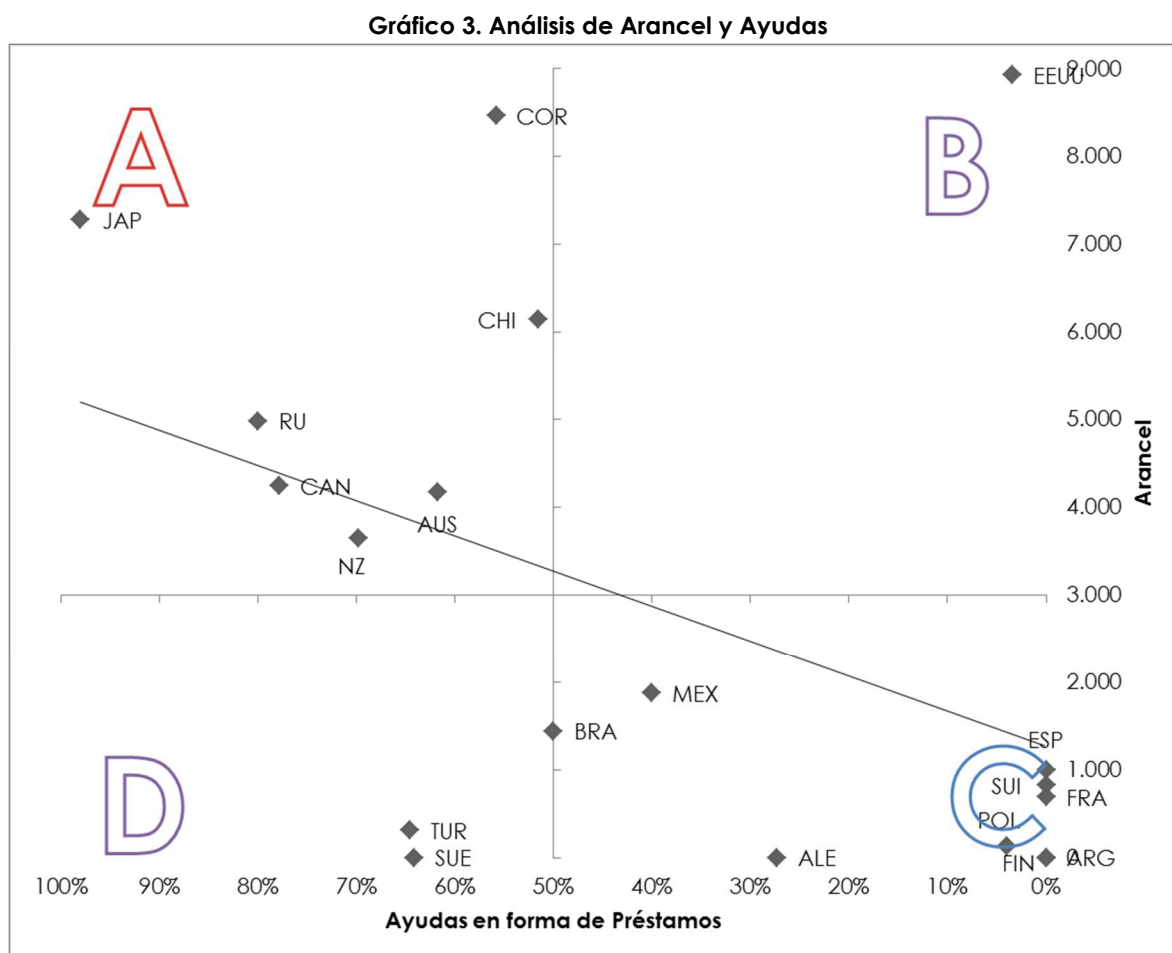 Gráfico 3. Análisis de Arancel y Ayudas
EEUU
9.000
COR
A
B
8.000
JAP
7.000
CHI
6.000
RU
5.000
CAN
Arancel
AUS
4.000
NZ
3.000
MEX
2.000
BRA
ESP
D
C
SUI
1.000
FRA
POL
TUR
SUE
ALE
FIN
0
ARG
100%
90%
80%
70%
60%
50%
40%
30%
20%
10%
0%
Ayudas en forma de Préstamos